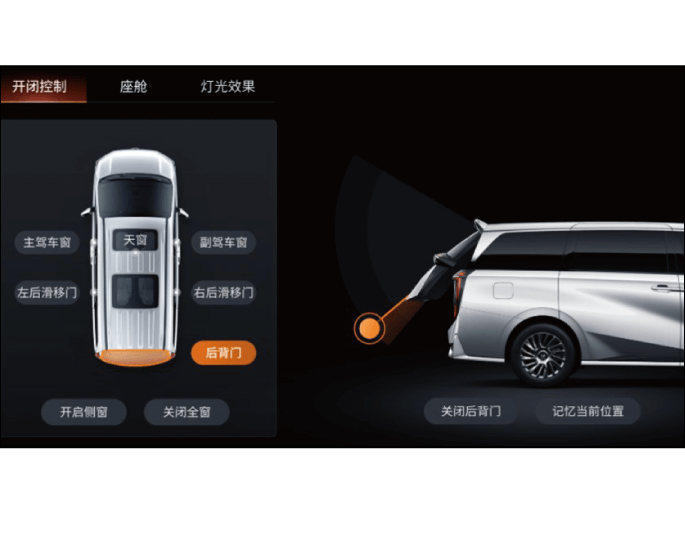 开闭控制
座舱
灯光效果
主驾车窗
天窗
副驾车窗
左后滑移门
右后滑移门
后背门
开启侧窗
关闭全窗
关闭后背门
记忆当前位置